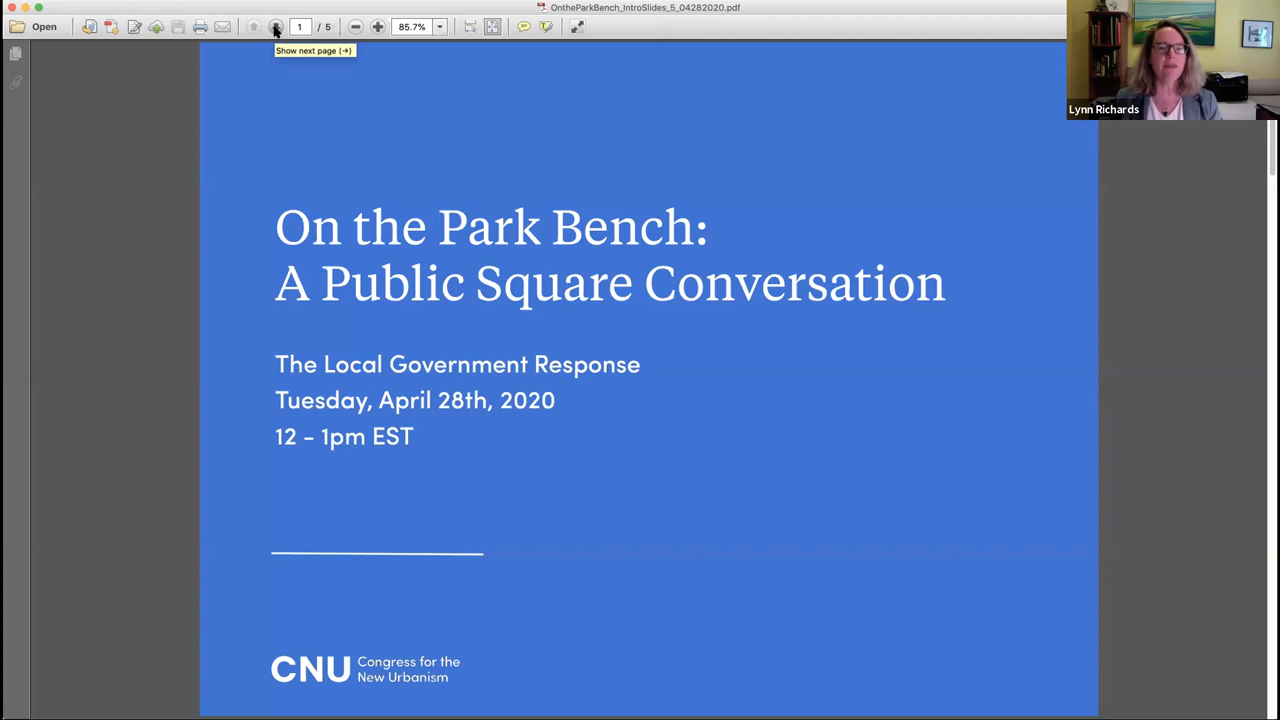 OntheParkBench_IntroSlides_5_04282020.pdf
Open
1 / 5
85.7%
Show next page (→)
Lynn Richards
On the Park Bench:
A Public Square Conversation
The Local Government Response
Tuesday, April 28th, 2020
12 - 1pm EST
CNU
Congress for the
New Urbanism